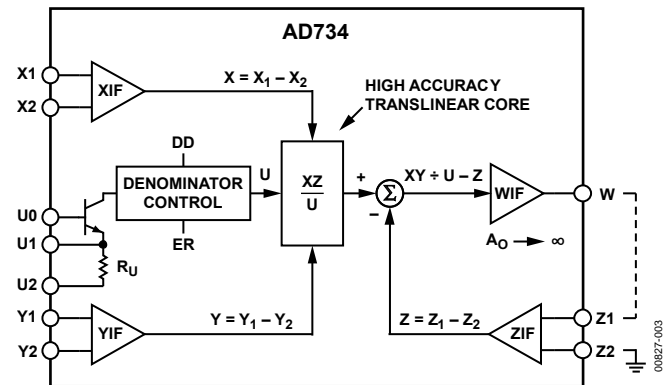 AD734
X1
X2
XIF
X = X₁ – X₂
HIGH ACCURACY
TRANSLINEAR CORE
DD
DENOMINATOR
CONTROL
ER
U
XZ
U
+
–
Σ
XY ÷ U – Z
WIF
A₀ → ∞
W
U0
U1
U2
Rᵤ
Y1
Y2
YIF
Y = Y₁ – Y₂
Z = Z₁ – Z₂
ZIF
Z1
Z2
00827-003